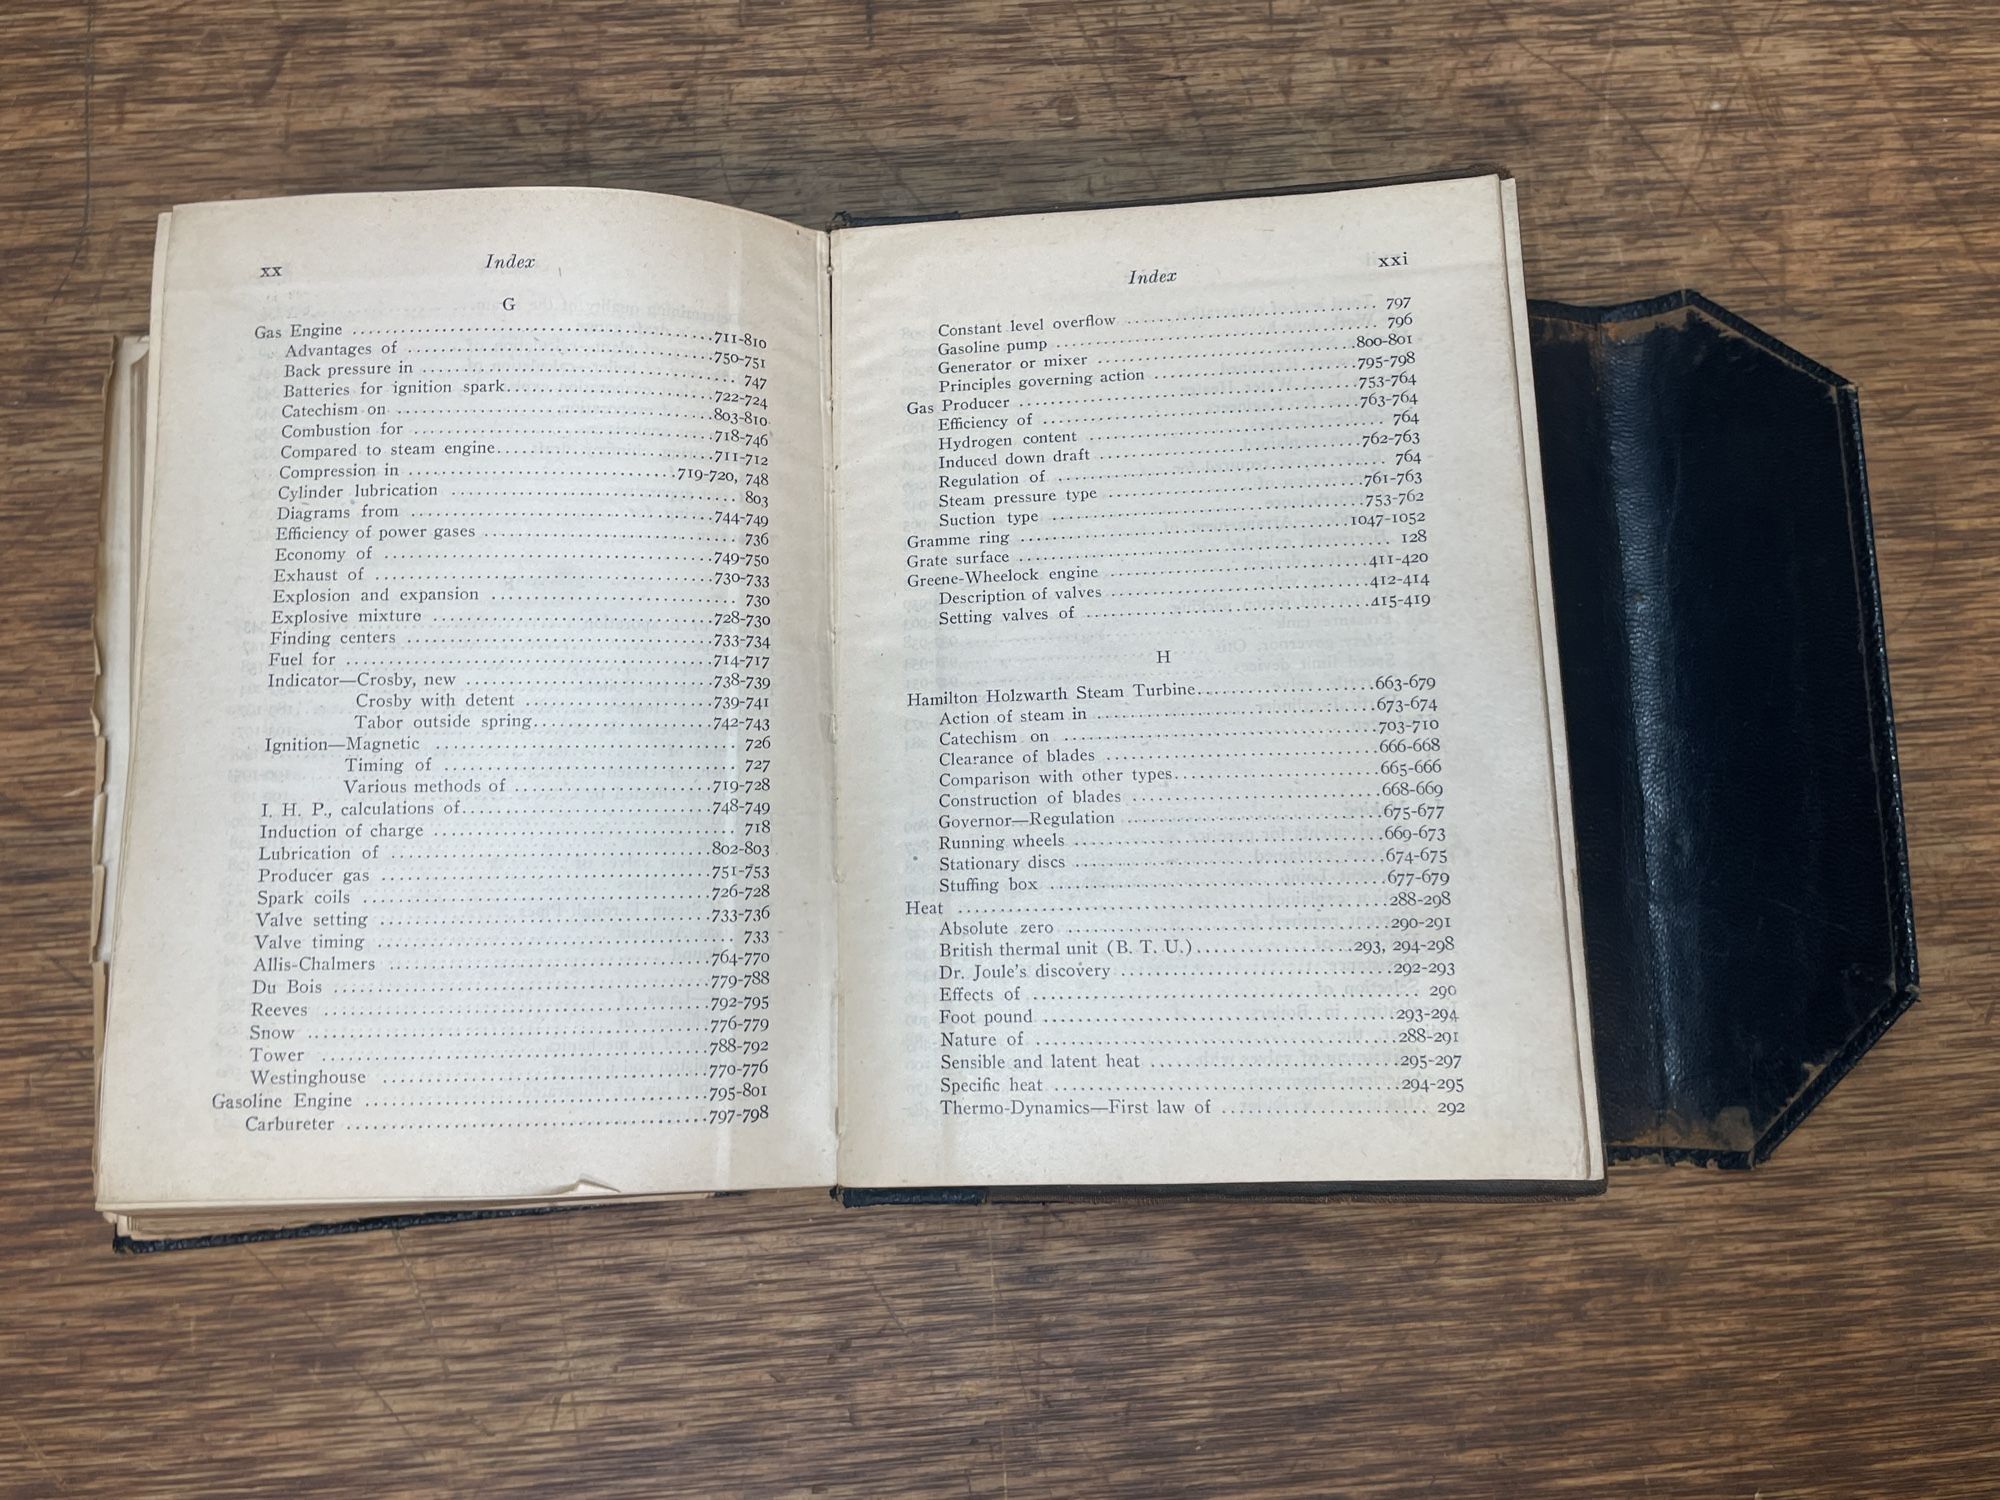 xx
Index
G
Gas Engine ........................................711-810
Advantages of ..................................750-751
Back pressure in ................................... 747
Batteries for ignition spark.......................722-724
Catechism on ...................................803-810
Combustion for .................................718-746
Compared to steam engine.......................711-712
Compression in .............................719-720, 748
Cylinder lubrication ............................... 803
Diagrams from ..................................744-749
Efficiency of power gases ........................... 736
Economy of ....................................749-750
Exhaust of .....................................730-733
Explosion and expansion ........................... 730
Explosive mixture ...............................728-730
Finding centers .................................733-734
Fuel for ........................................714-717
Indicator—Crosby, new ...........................738-739
Crosby with detent ....................739-741
Tabor outside spring....................742-743
Ignition—Magnetic ................................. 726
Timing of ................................. 727
Various methods of ......................719-728
I. H. P., calculations of............................748-749
Induction of charge ................................ 718
Lubrication of ...................................802-803
Producer gas ....................................751-753
Spark coils ......................................726-728
Valve setting ....................................733-736
Valve timing ....................................... 733
Allis-Chalmers ...................................764-770
Du Bois .........................................779-788
Reeves ..........................................792-795
Snow ............................................776-779
Tower ...........................................788-792
Westinghouse ....................................770-776
Gasoline Engine ......................................795-801
Carbureter .......................................797-798
Index
xxi
Constant level overflow ............................ 797
Gasoline pump .................................... 796
Generator or mixer ..............................800-801
Principles governing action .......................795-798
Gas Producer .......................................753-764
Efficiency of ....................................763-764
Hydrogen content .................................. 764
Induced down draft ..............................762-763
Regulation of ...................................... 764
Steam pressure type .............................761-763
Suction type ....................................753-762
Gramme ring .....................................1047-1052
Grate surface ......................................... 128
Greene-Wheelock engine .............................411-420
Description of valves .............................412-414
Setting valves of .................................415-419
H
Hamilton Holzwarth Steam Turbine.....................663-679
Action of steam in ................................673-674
Catechism on ....................................703-710
Clearance of blades ...............................666-668
Comparison with other types........................665-666
Construction of blades ............................668-669
Governor—Regulation .............................675-677
Running wheels ..................................669-673
Stationary discs ..................................674-675
Stuffing box .....................................677-679
Heat ..............................................288-298
Absolute zero ....................................290-291
British thermal unit (B. T. U.)..................293, 294-298
Dr. Joule's discovery ..............................292-293
Effects of .......................................... 290
Foot pound ......................................293-294
Nature of ........................................288-291
Sensible and latent heat ...........................295-297
Specific heat .....................................294-295
Thermo-Dynamics—First law of ........................ 292